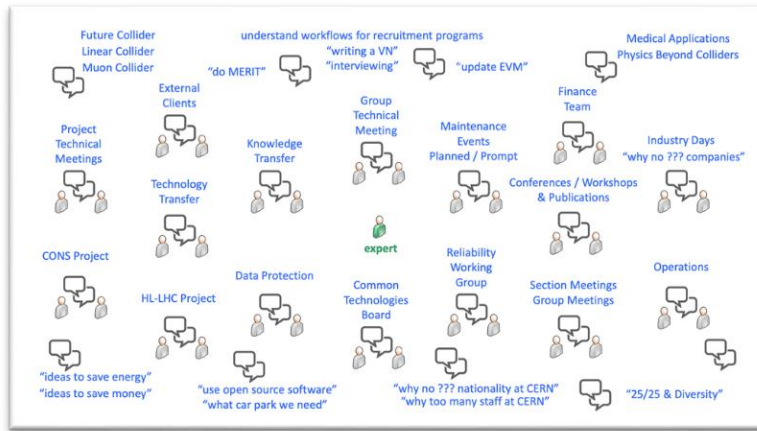 Future Collider
Linear Collider
Muon Collider
understand workflows for recruitment programs
"writing a VN"
"do MERIT"
"interviewing"
"update EVM"
Medical Applications
Physics Beyond Colliders
External
Clients
Group
Technical
Meeting
Finance
Team
Project
Technical
Meetings
Knowledge
Transfer
Maintenance
Events
Planned / Prompt
Industry Days
"why no ??? companies"
Technology
Transfer
Conferences / Workshops
& Publications
expert
CONS Project
HL-LHC Project
Data Protection
Common
Technologies
Board
Reliability
Working
Group
Section Meetings
Group Meetings
Operations
"ideas to save energy"
"ideas to save money"
"use open source software"
"what car park we need"
"why no ??? nationality at CERN"
"why too many staff at CERN"
"25/25 & Diversity"